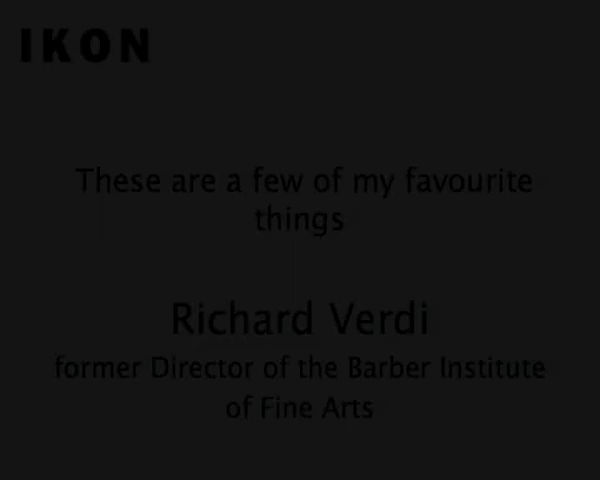 IKON
These are a few of my favourite
things
Richard Verdi
former Director of the Barber Institute
of Fine Arts